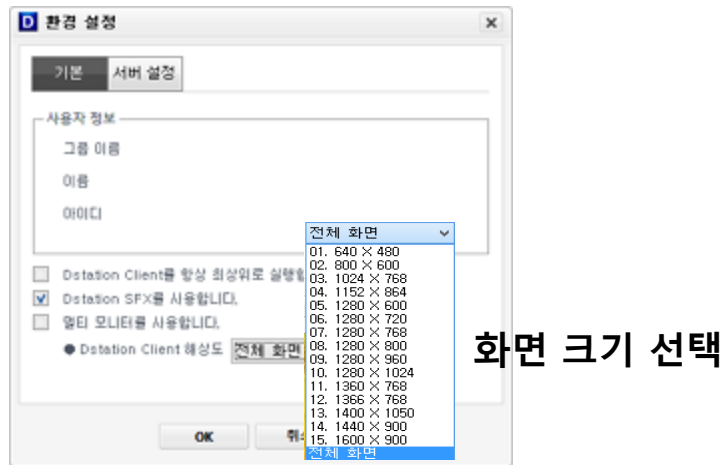 D 환경 설정
기본 서버 설정
사용자 정보
그룹 이름
이름
아이디
전체 화면
01. 640 × 480
02. 800 × 600
03. 1024 × 768
04. 1152 × 864
05. 1280 × 600
06. 1280 × 720
07. 1280 × 768
08. 1280 × 800
09. 1280 × 960
10. 1280 × 1024
11. 1360 × 768
12. 1366 × 768
13. 1400 × 1050
14. 1440 × 900
15. 1600 × 900
전체 화면
Dstation Client를 항상 최상위로
Dstation SFX를 사용합니다.
멀티 모니터를 사용합니다.
Dstation Client 해상도 전체 화면
OK
화면 크기 선택